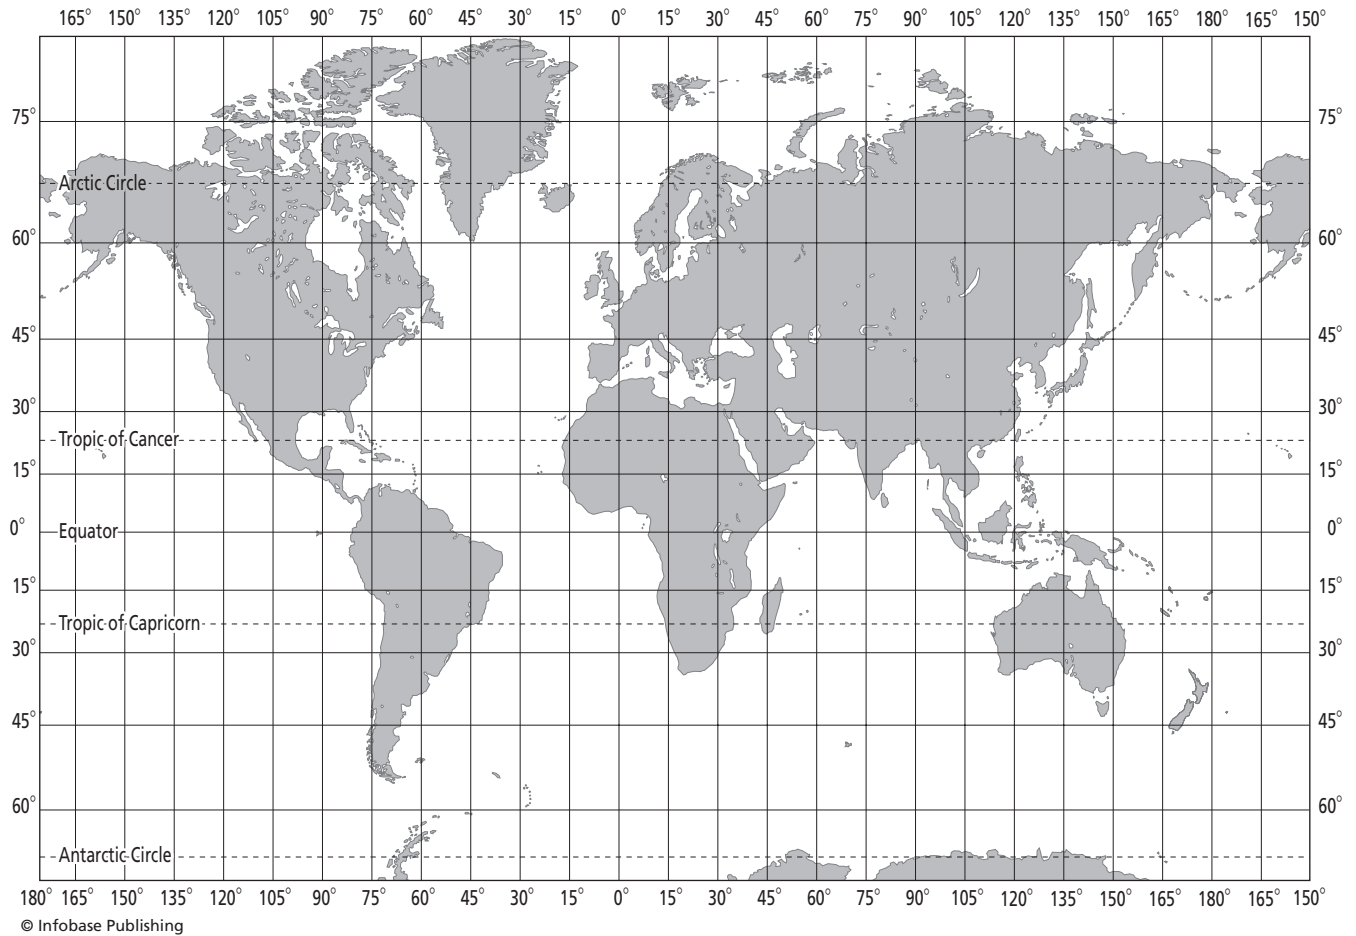 165° 150° 135° 120° 105° 90° 75° 60° 45° 30° 15° 0° 15° 30° 45° 60° 75° 90° 105° 120° 135° 150° 165° 180° 165° 150°
75° 75°
Arctic Circle
60° 60°
45° 45°
30° 30°
Tropic of Cancer
15° 15°
0° Equator 0°
15° 15°
Tropic of Capricorn
30° 30°
45° 45°
60° 60°
Antarctic Circle
180° 165° 150° 135° 120° 105° 90° 75° 60° 45° 30° 15° 0° 15° 30° 45° 60° 75° 90° 105° 120° 135° 150° 165° 180° 165° 150°
© Infobase Publishing